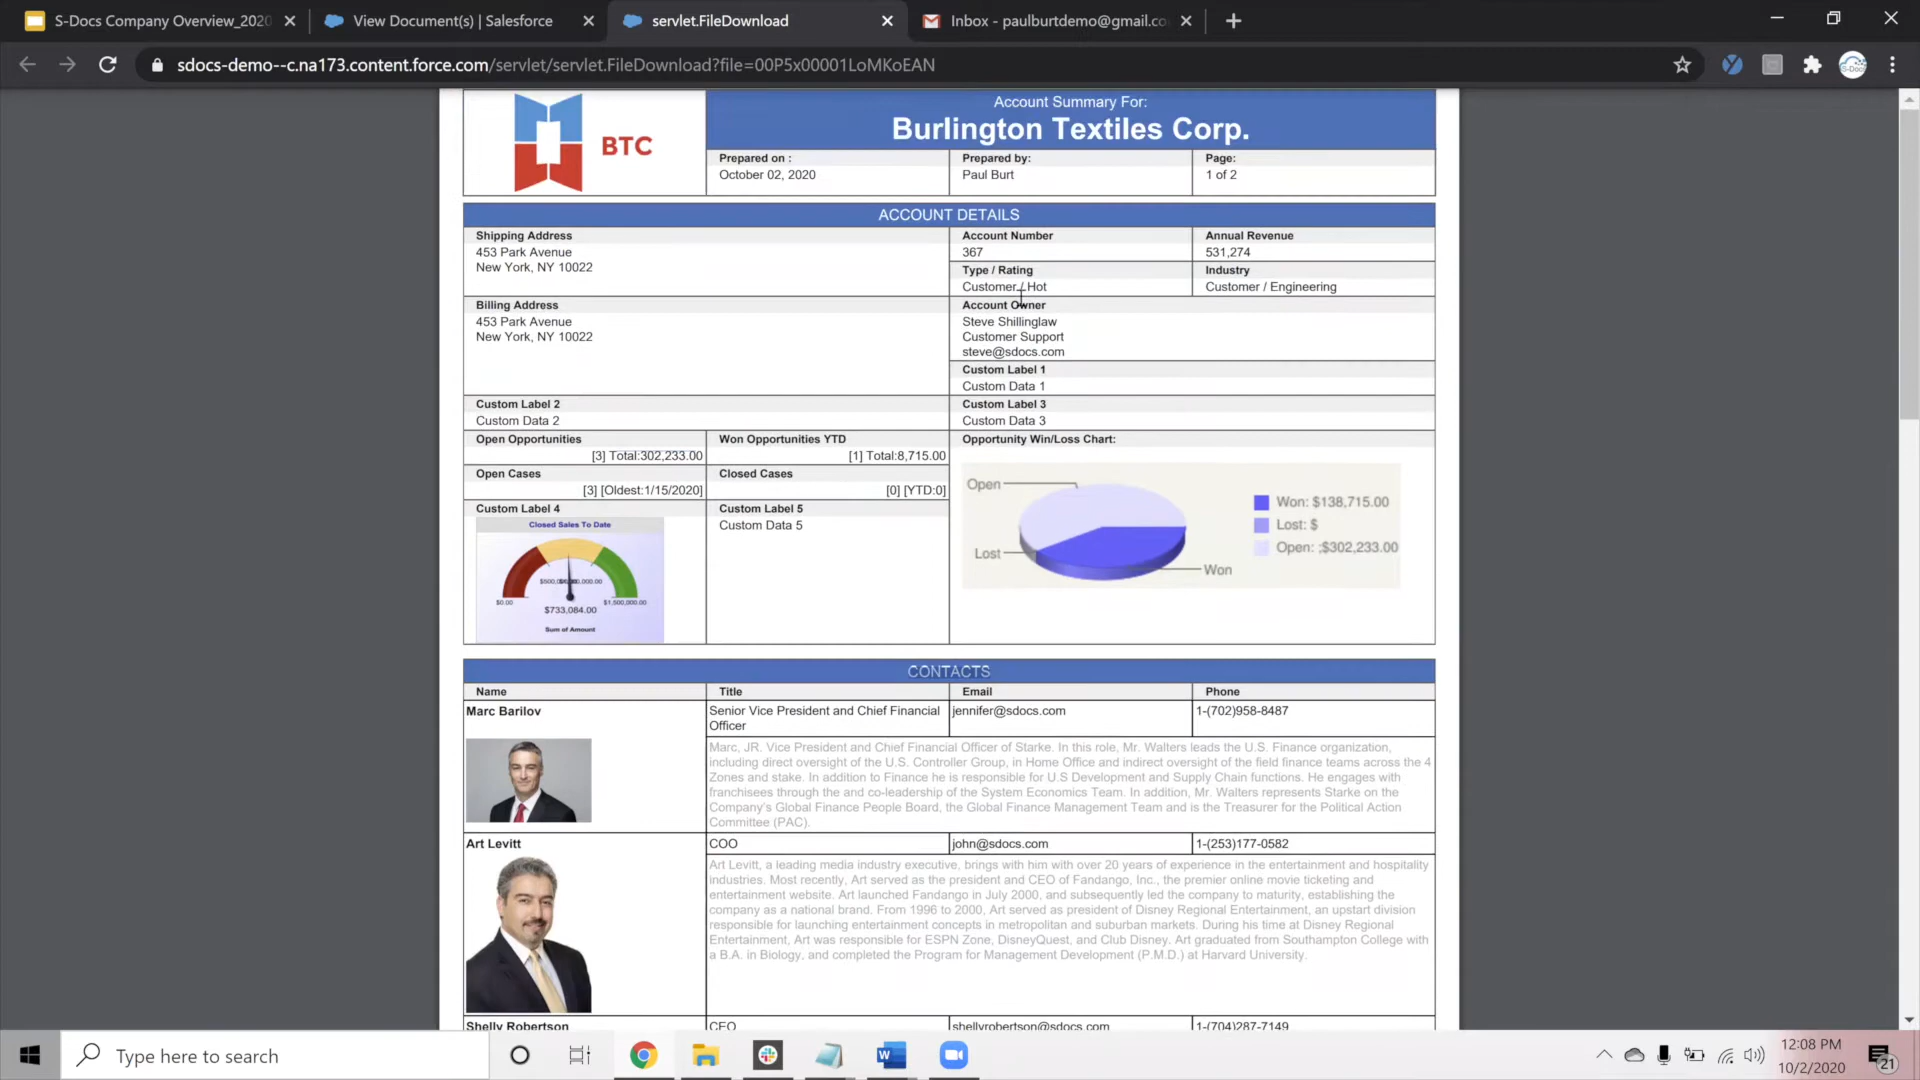 S-Docs Company Overview_2020
View Document(s) | Salesforce
servlet.FileDownload
Inbox - paulburtdemo@gmail.co
sdocs-demo--c.na173.content.force.com/servlet/servlet.FileDownload?file=00P5x00001LoMKoEAN
BTC
Account Summary For:
Burlington Textiles Corp.
Prepared on :
October 02, 2020
Prepared by:
Paul Burt
Page:
1 of 2
ACCOUNT DETAILS
Shipping Address
453 Park Avenue
New York, NY 10022
Account Number
367
Annual Revenue
531,274
Type / Rating
Customer / Hot
Industry
Customer / Engineering
Billing Address
453 Park Avenue
New York, NY 10022
Account Owner
Steve Shillinglaw
Customer Support
steve@sdocs.com
Custom Label 1
Custom Data 1
Custom Label 2
Custom Data 2
Custom Label 3
Custom Data 3
Open Opportunities
[3] Total:302,233.00
Won Opportunities YTD
[1] Total:8,715.00
Opportunity Win/Loss Chart:
Open Cases
[3] [Oldest:1/15/2020]
Closed Cases
[0] [YTD:0]
Custom Label 4
Closed Sales To Date
$0.00
$1,500,000.00
$733,084.00
Sum of Amount
Custom Label 5
Custom Data 5
Open
Lost
Won
Won: $138,715.00
Lost: $
Open: ;$302,233.00
CONTACTS
Name Title Email Phone
Marc Barilov
Senior Vice President and Chief Financial
Officer
jennifer@sdocs.com
1-(702)958-8487
Marc, JR. Vice President and Chief Financial Officer of Starke. In this role, Mr. Walters leads the U.S. Finance organization,
including direct oversight of the U.S. Controller Group, in Home Office and indirect oversight of the field finance teams across the 4
Zones and stake. In addition to Finance he is responsible for U.S Development and Supply Chain functions. He engages with
franchisees through the and co-leadership of the System Economics Team. In addition, Mr. Walters represents Starke on the
Company's Global Finance People Board, the Global Finance Management Team and is the Treasurer for the Political Action
Committee (PAC).
Art Levitt
COO
john@sdocs.com
1-(253)177-0582
Art Levitt, a leading media industry executive, brings with him with over 20 years of experience in the entertainment and hospitality
industries. Most recently, Art served as the president and CEO of Fandango, Inc., the premier online movie ticketing and
entertainment website. Art launched Fandango in July 2000, and subsequently led the company to maturity, establishing the
company as a national brand. From 1996 to 2000, Art served as president of Disney Regional Entertainment, an upstart division
responsible for launching entertainment concepts in metropolitan and suburban markets. During his time at Disney Regional
Entertainment, Art was responsible for ESPN Zone, DisneyQuest, and Club Disney. Art graduated from Southampton College with
a B.A. in Biology, and completed the Program for Management Development (P.M.D.) at Harvard University.
Shelly Robertson
CEO
shellyrobertson@sdocs.com
1-(704)287-7149
Type here to search
12:08 PM
10/2/2020
21